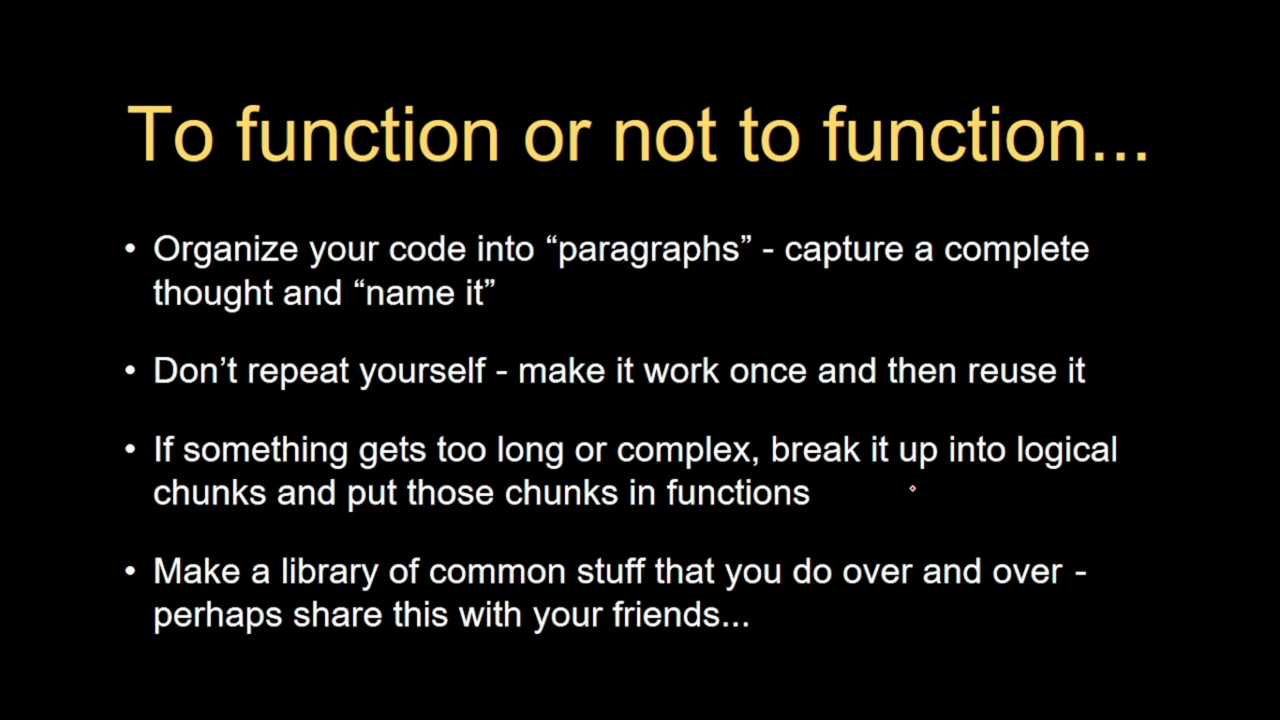 To function or not to function...
• Organize your code into “paragraphs” - capture a complete
thought and “name it”
• Don’t repeat yourself - make it work once and then reuse it
• If something gets too long or complex, break it up into logical
chunks and put those chunks in functions
• Make a library of common stuff that you do over and over -
perhaps share this with your friends...